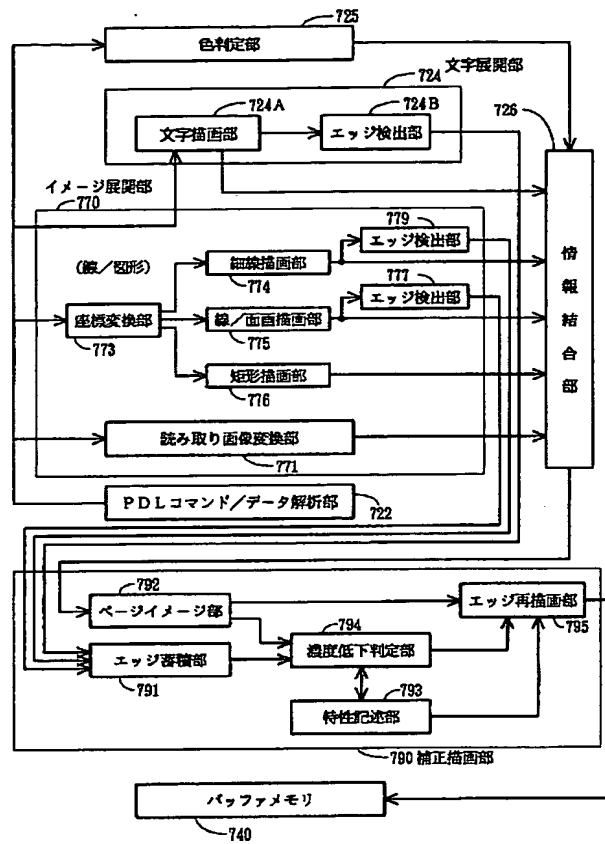 725
色判定部
724
文字展開部
724A
724B
726
文字描画部
エッジ検出部
イメージ展開部
770
779
エッジ検出部
(線/図形)
細線描画部
774
777
エッジ検出部
座標変換部
773
線/面画描画部
775
矩形描画部
776
情報結合部
読み取り画像変換部
771
PDLコマンド/データ解析部
722
792
ページイメージ部
794
エッジ再描画部
795
エッジ蓄積部
791
濃度低下判定部
793
特性記述部
790 補正描画部
バッファメモリ
740